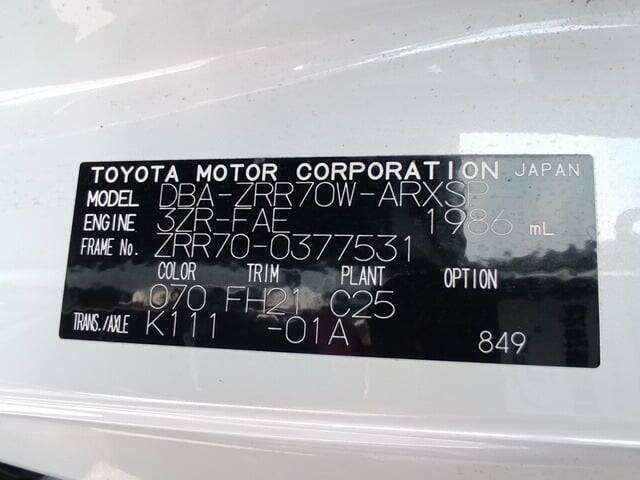 TOYOTA MOTOR CORPORATION JAPAN
MODEL DBA-ZRR70W-ARXSP
ENGINE 3ZR-FAE 1986 mL
FRAME No. ZRR70-0377531
COLOR TRIM PLANT OPTION
070 FH21 C25
TRANS./AXLE K111 -01A
849